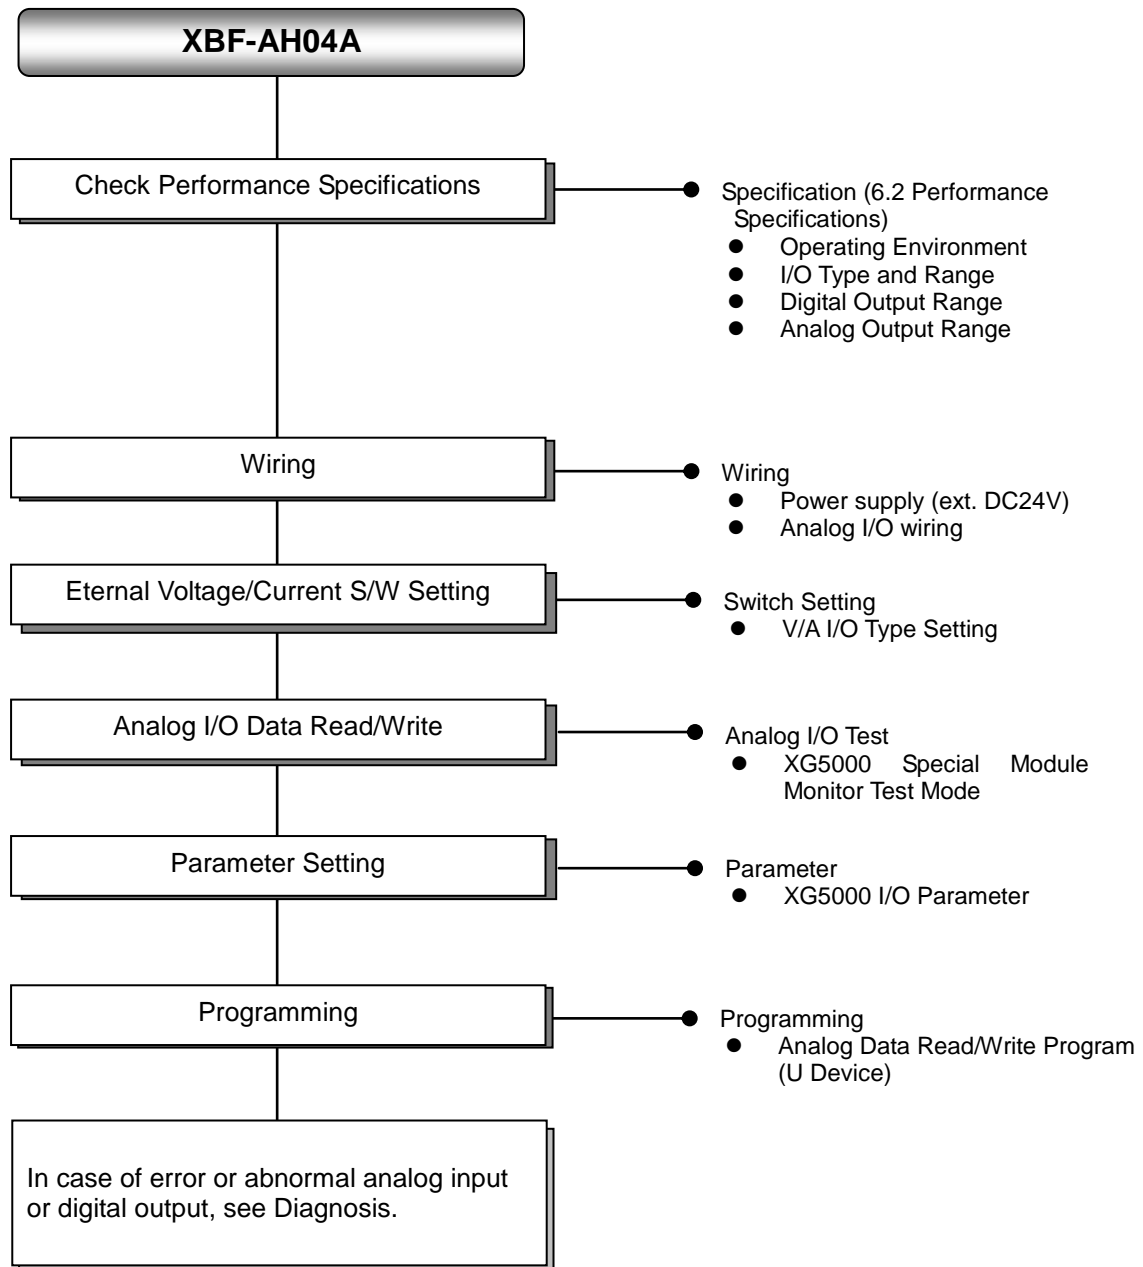 XBF-AH04A
Check Performance Specifications
Specification (6.2 Performance
Specifications)
● Operating Environment
● I/O Type and Range
● Digital Output Range
● Analog Output Range
Wiring
Wiring
● Power supply (ext. DC24V)
● Analog I/O wiring
Eternal Voltage/Current S/W Setting
Switch Setting
● V/A I/O Type Setting
Analog I/O Data Read/Write
Analog I/O Test
● XG5000 Special Module
Monitor Test Mode
Parameter Setting
Parameter
● XG5000 I/O Parameter
Programming
Programming
● Analog Data Read/Write Program
(U Device)
In case of error or abnormal analog input
or digital output, see Diagnosis.